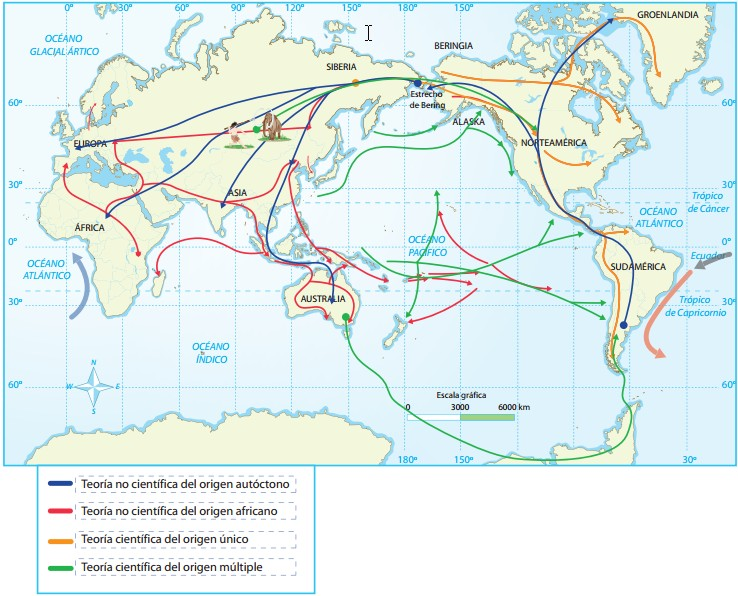 0°
30°
60°
90°
120°
150°
180°
150°
60°
30°
0°
GROENLANDIA
OCÉANO
GLACIAL ÁRTICO
BERINGIA
SIBERIA
60°
60°
Estrecho
de Bering
ALASKA
EUROPA
NORTEAMÉRICA
30°
30°
ASIA
Trópico
de Cáncer
OCÉANO
ATLÁNTICO
ÁFRICA
0°
0°
OCÉANO
PACÍFICO
Ecuador
OCÉANO
ATLÁNTICO
SUDAMÉRICA
AUSTRALIA
30°
30°
Trópico
de Capricornio
OCÉANO
ÍNDICO
N
W
E
S
60°
60°
Escala gráfica
0
3000
6000 km
180°
150°
30°
Teoría no científica del origen autóctono
Teoría no científica del origen africano
Teoría científica del origen único
Teoría científica del origen múltiple